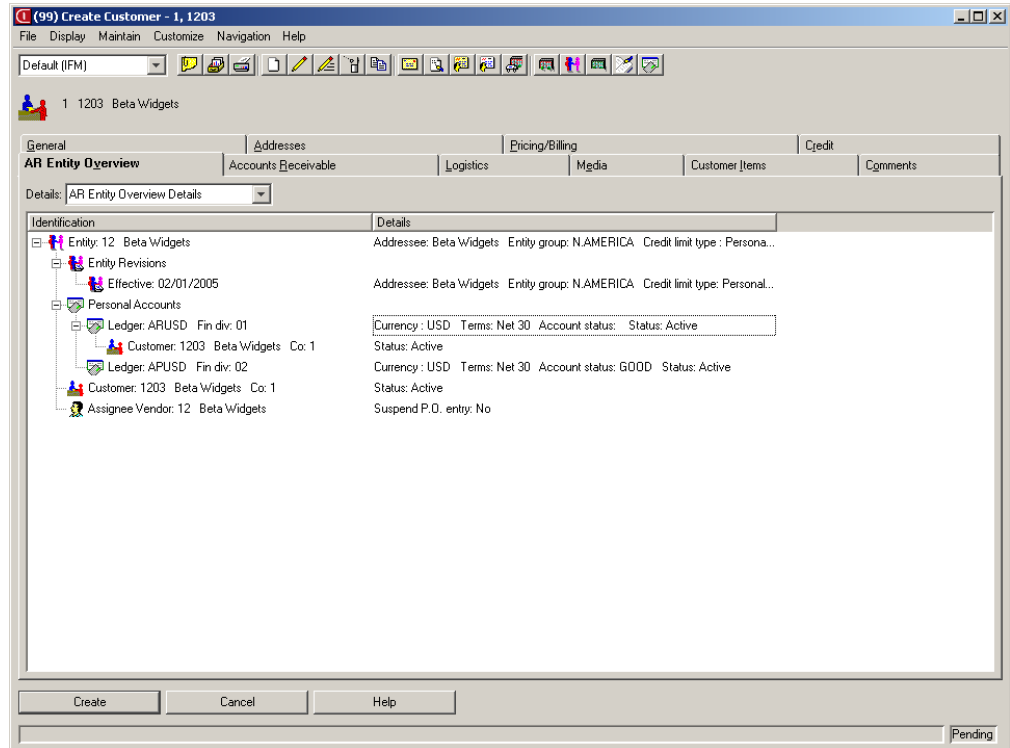 (99) Create Customer - 1, 1203
File Display Maintain Customize Navigation Help
Default (IFM)
1 1203 Beta Widgets
General Addresses Pricing/Billing Credit
AR Entity Overview Accounts Receivable Logistics Media Customer Items Comments
Details: AR Entity Overview Details
Identification Details
Entity: 12 Beta Widgets Addressee: Beta Widgets Entity group: N.AMERICA Credit limit type : Persona...
Entity Revisions
Effective: 02/01/2005 Addressee: Beta Widgets Entity group: N.AMERICA Credit limit type: Personal...
Personal Accounts
Ledger: ARUSD Fin div: 01 Currency : USD Terms: Net 30 Account status: Status: Active
Customer: 1203 Beta Widgets Co: 1 Status: Active
Ledger: APUSD Fin div: 02 Currency : USD Terms: Net 30 Account status: GOOD Status: Active
Customer: 1203 Beta Widgets Co: 1 Status: Active
Assignee Vendor: 12 Beta Widgets Suspend P.O. entry: No
Create Cancel Help
Pending